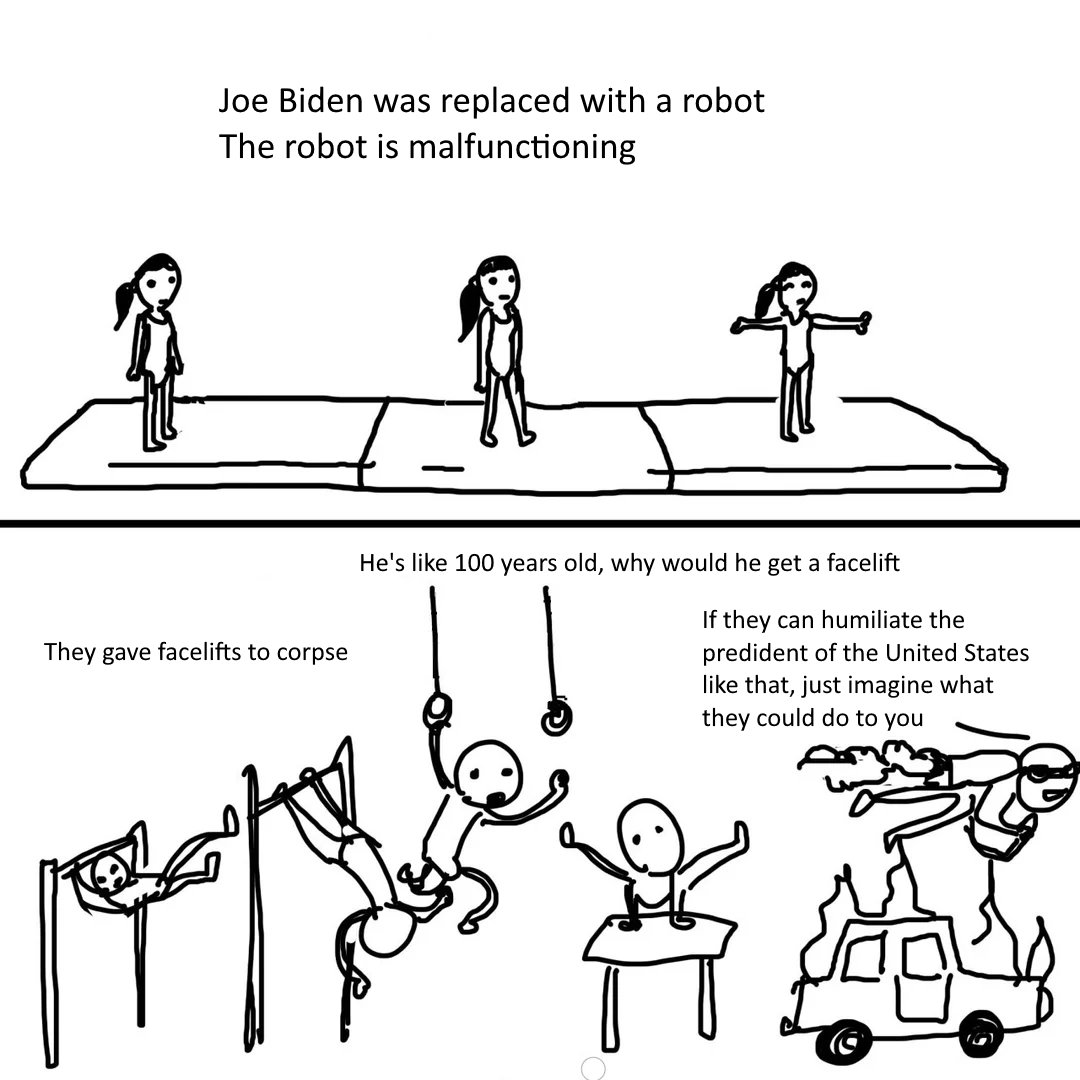 Joe Biden was replaced with a robot
The robot is malfunctioning
He's like 100 years old, why would he get a facelift
They gave facelifts to corpse
If they can humiliate the
predident of the United States
like that, just imagine what
they could do to you